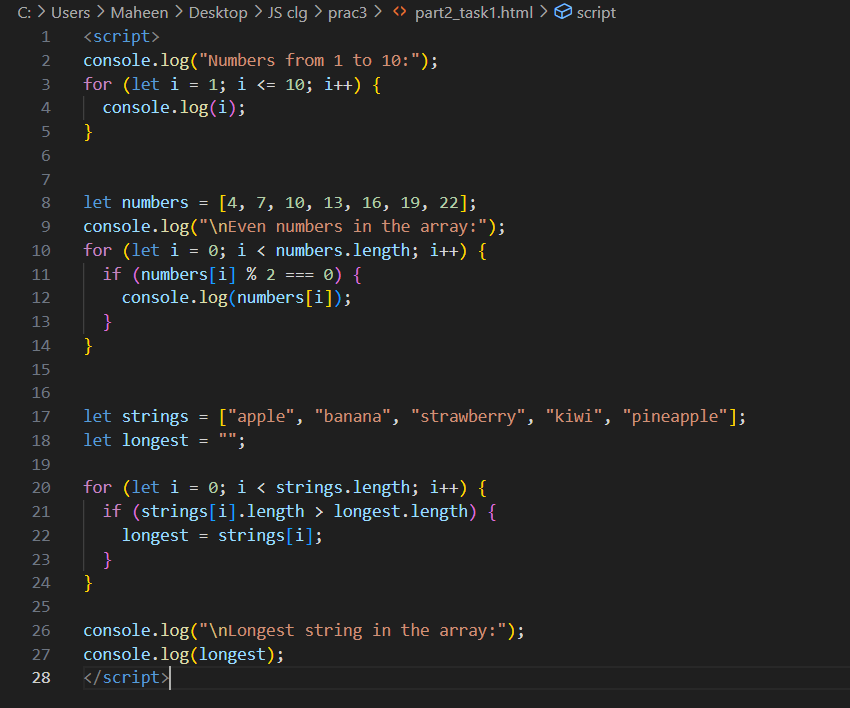 C: > Users > Maheen > Desktop > JS clg > prac3 > <> part2_task1.html > script
1 <script>
2 console.log("Numbers from 1 to 10:");
3 for (let i = 1; i <= 10; i++) {
4   console.log(i);
5 }
6
7
8 let numbers = [4, 7, 10, 13, 16, 19, 22];
9 console.log("\nEven numbers in the array:");
10 for (let i = 0; i < numbers.length; i++) {
11   if (numbers[i] % 2 === 0) {
12     console.log(numbers[i]);
13   }
14 }
15
16
17 let strings = ["apple", "banana", "strawberry", "kiwi", "pineapple"];
18 let longest = "";
19
20 for (let i = 0; i < strings.length; i++) {
21   if (strings[i].length > longest.length) {
22     longest = strings[i];
23   }
24 }
25
26 console.log("\nLongest string in the array:");
27 console.log(longest);
28 </script>